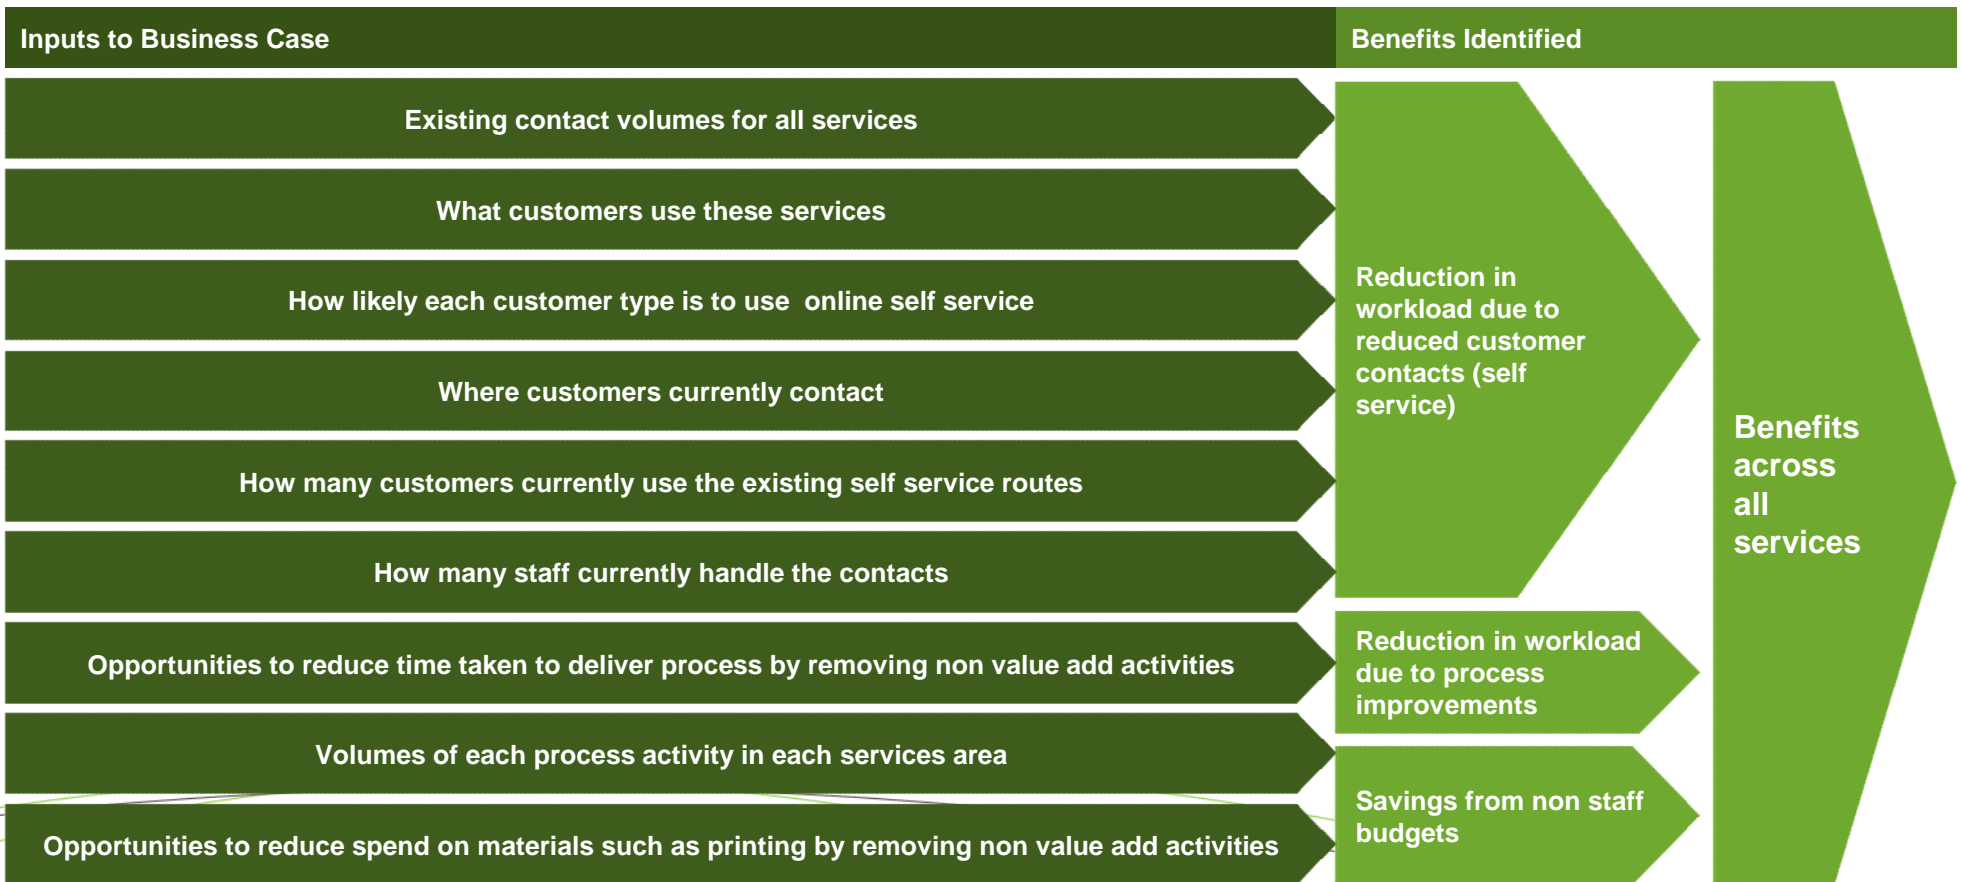 Inputs to Business Case
Benefits Identified
Existing contact volumes for all services
What customers use these services
How likely each customer type is to use  online self service
Where customers currently contact
How many customers currently use the existing self service routes
How many staff currently handle the contacts
Opportunities to reduce time taken to deliver process by removing non value add activities
Volumes of each process activity in each services area
Opportunities to reduce spend on materials such as printing by removing non value add activities
Reduction in
workload due to
reduced customer
contacts (self
service)
Reduction in workload
due to process
improvements
Savings from non staff
budgets
Benefits
across
all
services